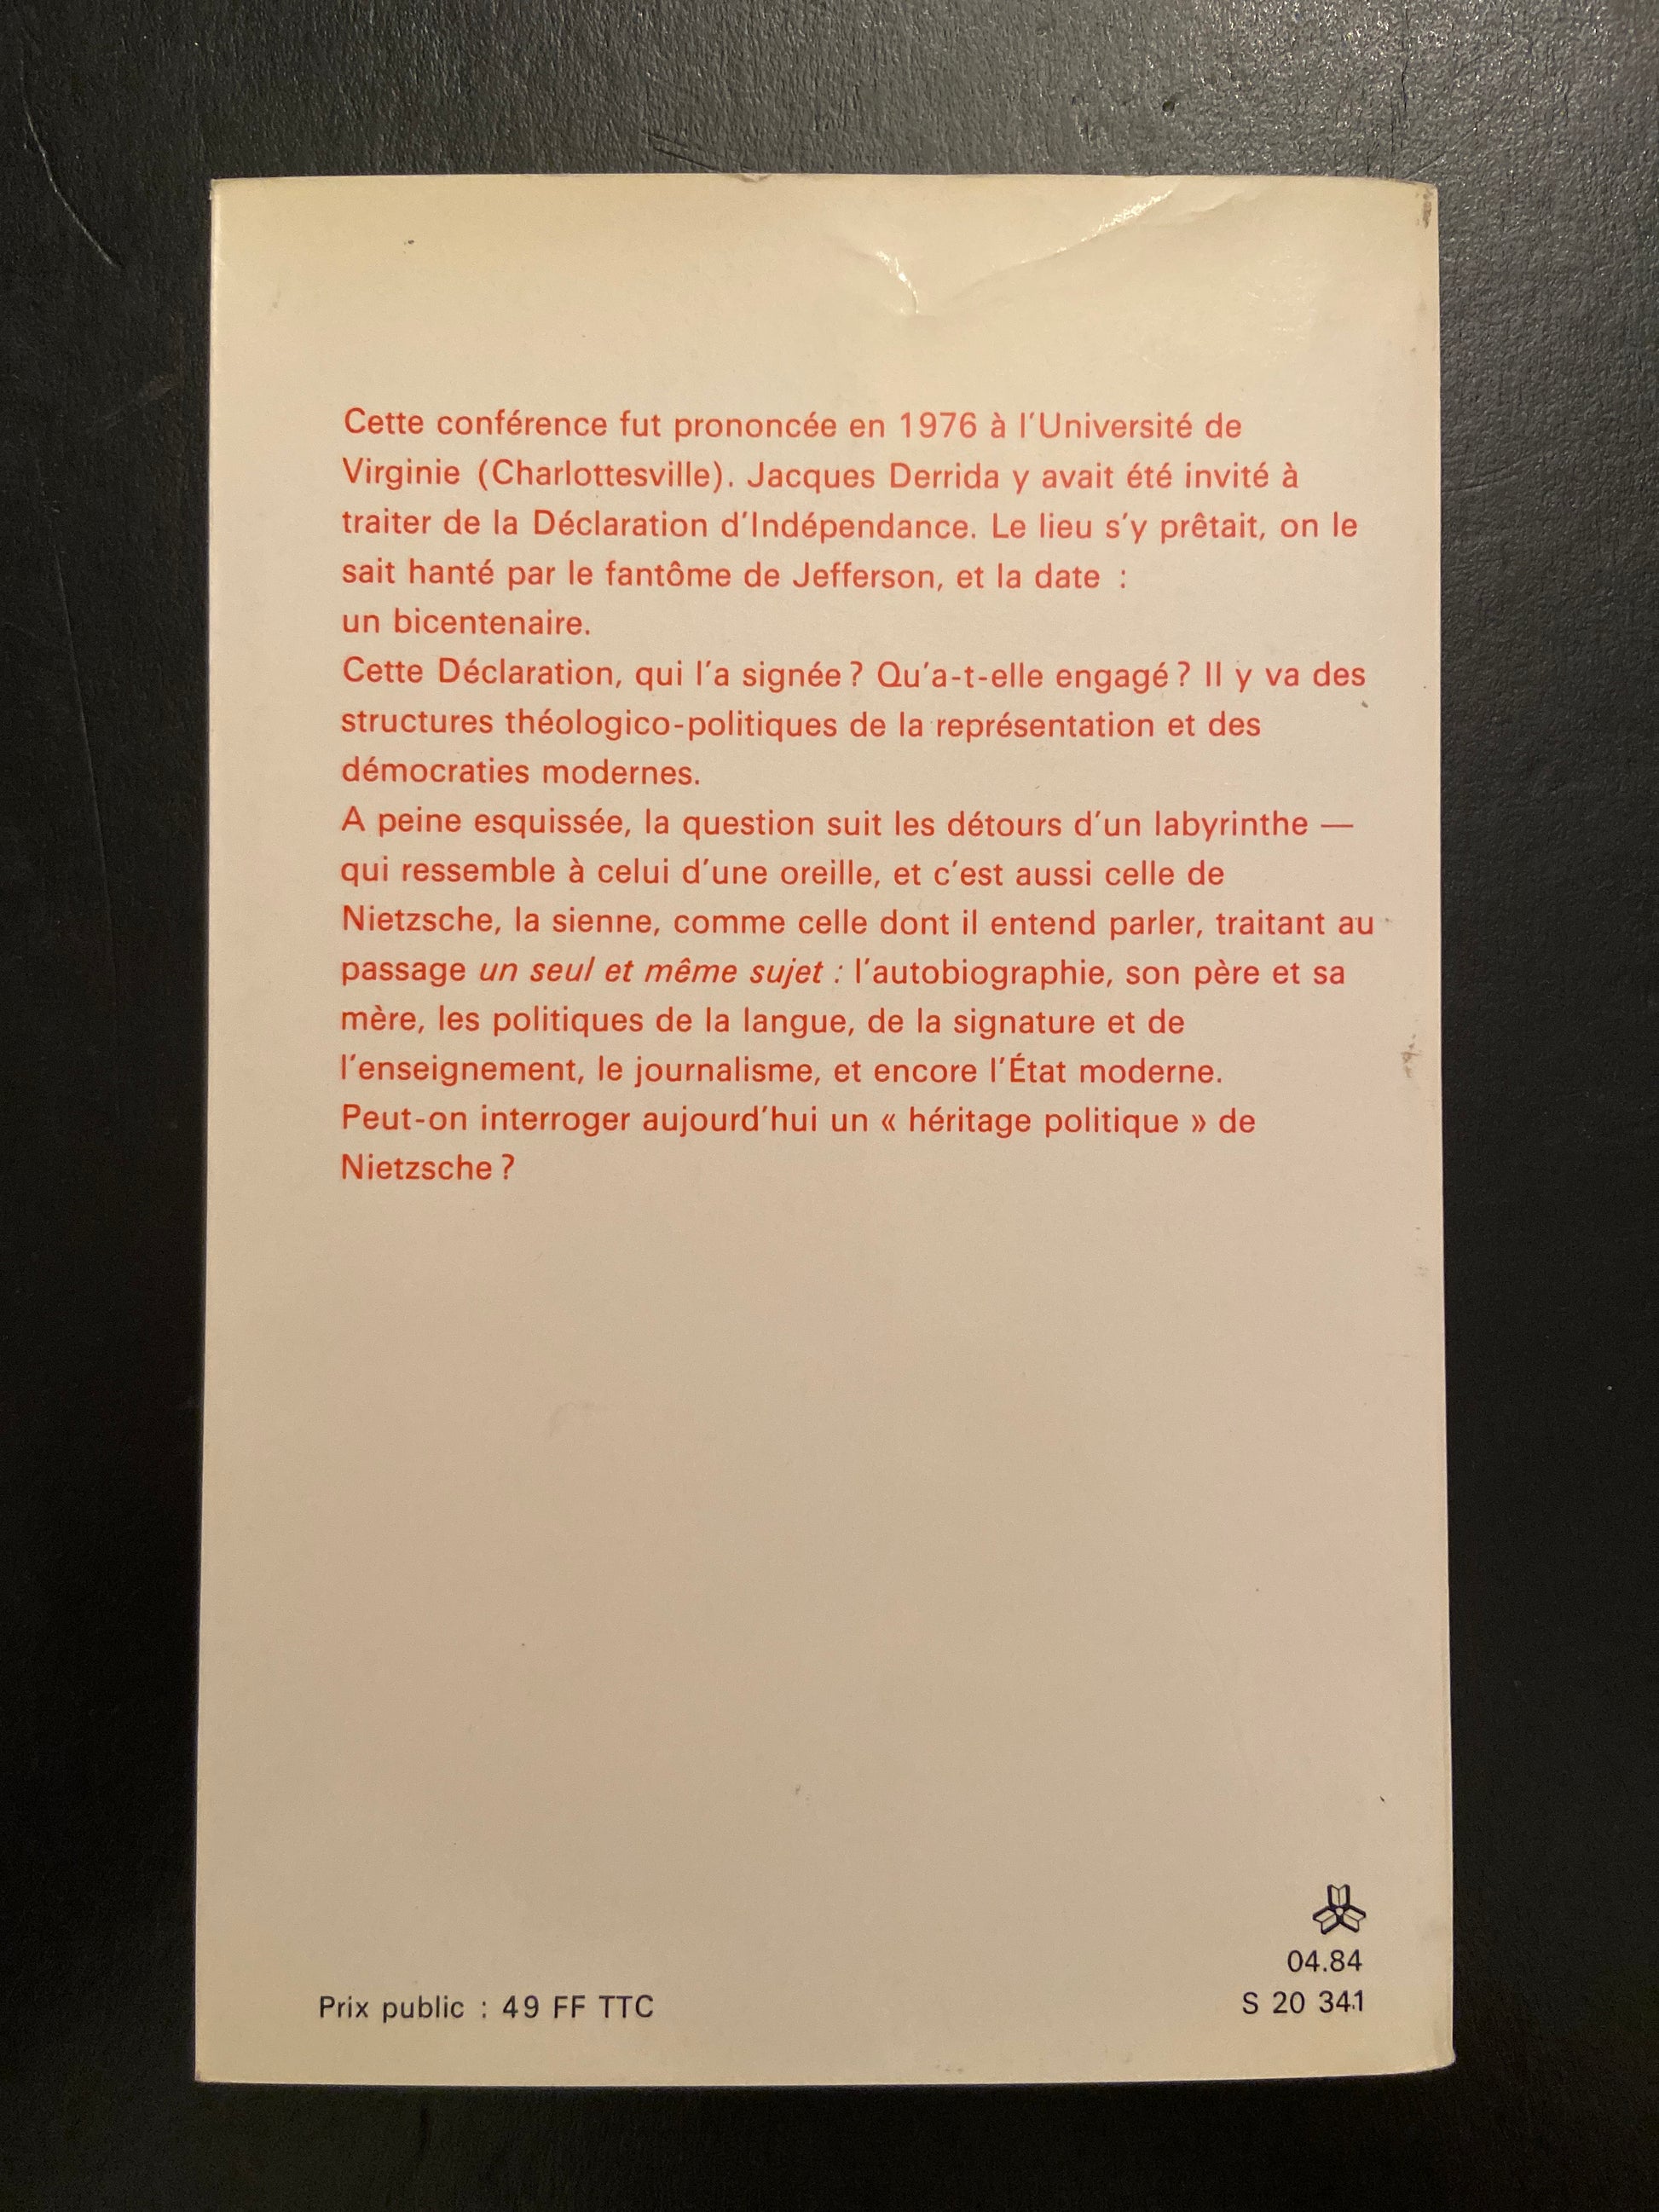 Cette conférence fut prononcée en 1976 à l'Université de
Virginie (Charlottesville). Jacques Derrida y avait été invité à
traiter de la Déclaration d'Indépendance. Le lieu s'y prêtait, on le
sait hanté par le fantôme de Jefferson, et la date :
un bicentenaire.
Cette Déclaration, qui l'a signée ? Qu'a-t-elle engagé ? Il y va des
structures théologico-politiques de la représentation et des
démocraties modernes.
A peine esquissée, la question suit les détours d'un labyrinthe —
qui ressemble à celui d'une oreille, et c'est aussi celle de
Nietzsche, la sienne, comme celle dont il entend parler, traitant au
passage un seul et même sujet : l'autobiographie, son père et sa
mère, les politiques de la langue, de la signature et de
l'enseignement, le journalisme, et encore l'État moderne.
Peut-on interroger aujourd'hui un « héritage politique » de
Nietzsche ?
04.84
Prix public : 49 FF TTC
S 20 341